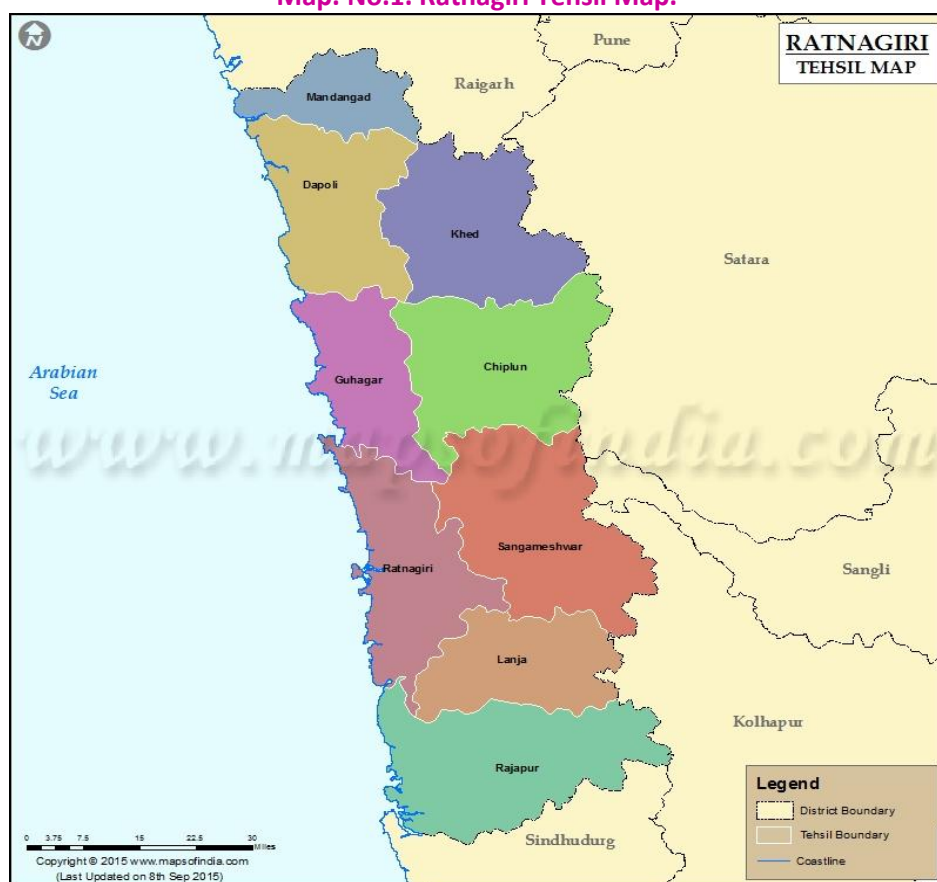 Map. No.1. Ratnagiri Tehsil Map.
N
RATNAGIRI
TEHSIL MAP
Pune
Raigarh
Mandangad
Dapoli
Khed
Satara
Arabian
Sea
Guhagar
Chiplun
www.mapsofindia.com
Sangameshwar
Ratnagiri
Sangli
Lanja
Kolhapur
Rajapur
Sindhudurg
Legend
District Boundary
Tehsil Boundary
Coastline
0 3.75 7.5 15 22.5 30
Miles
Copyright © 2015 www.mapsofindia.com
(Last Updated on 8th Sep 2015)